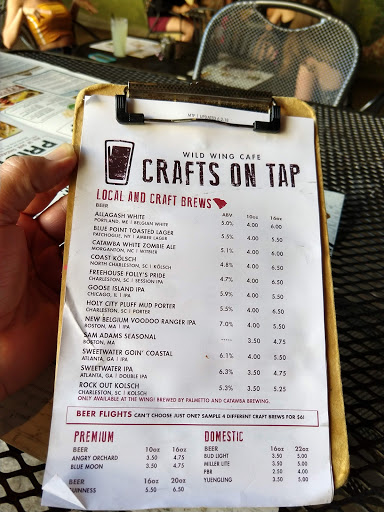 WILD WING CAFE
CRAFTS ON TAP
LOCAL AND CRAFT BREWS
BEER ABV 10oz 16oz
ALLAGASH WHITE 5.0% 4.00 6.00
PORTLAND, ME | BELGIAN WHITE
BLUE POINT TOASTED LAGER 5.5% 4.00 5.50
PATCHOGUE, NY | AMBER LAGER
CATAWBA WHITE ZOMBIE ALE 5.1% 4.00 6.00
MORGANTON, NC | WITBIER
COAST KÖLSCH 4.8% 4.00 6.50
NORTH CHARLESTON, SC | KOLSCH
FREEHOUSE FOLLY'S PRIDE 4.7% 4.00 6.50
CHARLESTON, SC | SESSION IPA
GOOSE ISLAND IPA 5.9% 4.00 5.50
CHICAGO, IL | IPA
HOLY CITY PLUFF MUD PORTER 5.5% 4.00 6.50
CHARLESTON, SC | PORTER
NEW BELGIUM VOODOO RANGER IPA 7.0% 4.00 5.50
BOSTON, MA | IPA
SAM ADAMS SEASONAL ----- 3.50 4.75
BOSTON, MA
SWEETWATER GOIN' COASTAL 6.1% 4.00 5.50
ATLANTA, GA | IPA
SWEETWATER IPA 6.3% 3.50 4.75
ATLANTA, GA | DOUBLE IPA
ROCK OUT KOLSCH 5.3% 3.50 5.25
CHARLESTON, SC | KOLSCH
ONLY AVAILABLE AT THE WING! BREWED BY PALMETTO AND CATAWBA BREWING.
BEER FLIGHTS CAN'T CHOOSE JUST ONE? SAMPLE 4 DIFFERENT CRAFT BREWS FOR $6!
PREMIUM
BEER 10oz 16oz
ANGRY ORCHARD 3.50 4.75
BLUE MOON 3.50 4.75
BEER 16oz 20oz
GUINNESS 5.50 6.50
DOMESTIC
BEER 16oz 22oz
BUD LIGHT 3.50 5.00
MILLER LITE 3.50 5.00
PBR 2.50 4.00
YUENGLING 3.50 5.00